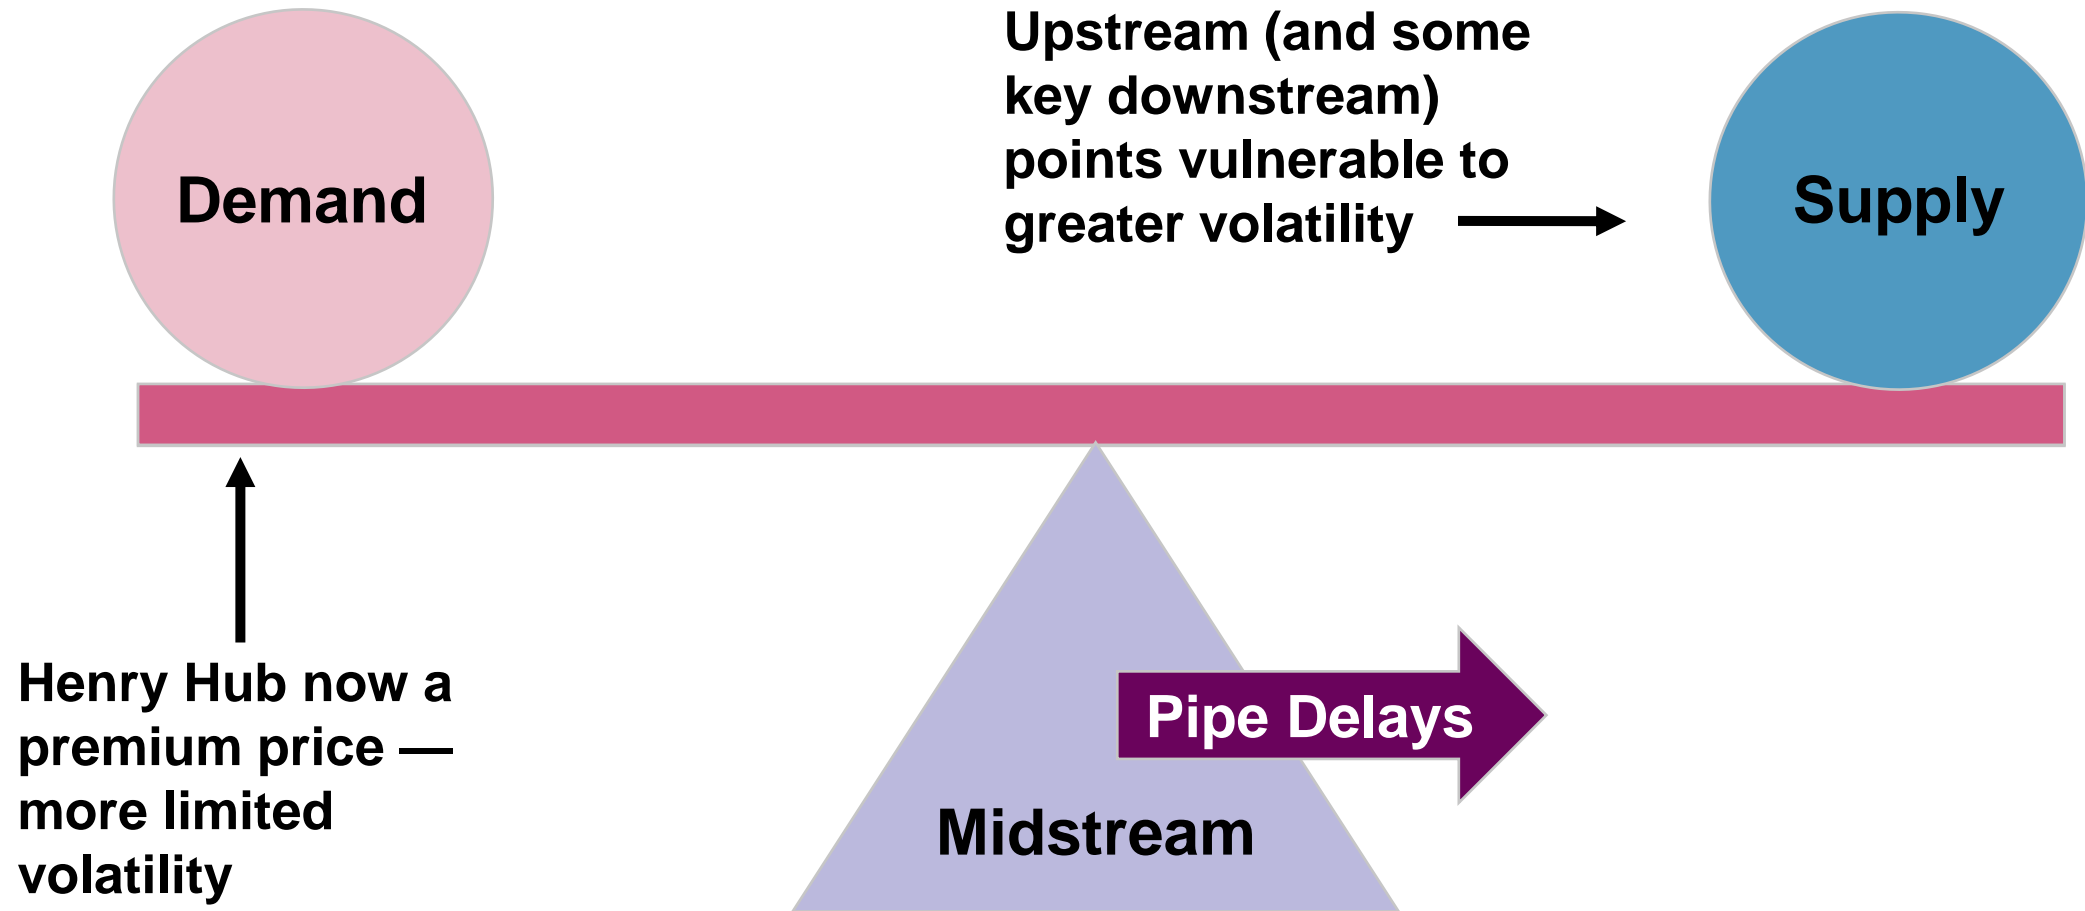 Demand
Upstream (and some
key downstream)
points vulnerable to
greater volatility
Supply
Henry Hub now a
premium price —
more limited
volatility
Pipe Delays
Midstream